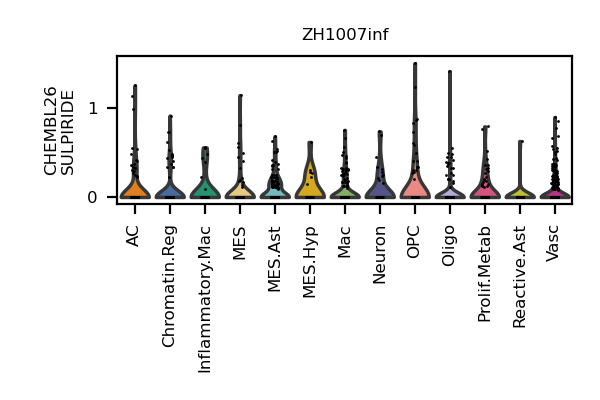 ZH1007inf
CHEMBL26
SULPIRIDE
1
0
AC
Chromatin.Reg
Inflammatory.Mac
MES
MES.Ast
MES.Hyp
Mac
Neuron
OPC
Oligo
Prolif.Metab
Reactive.Ast
Vasc